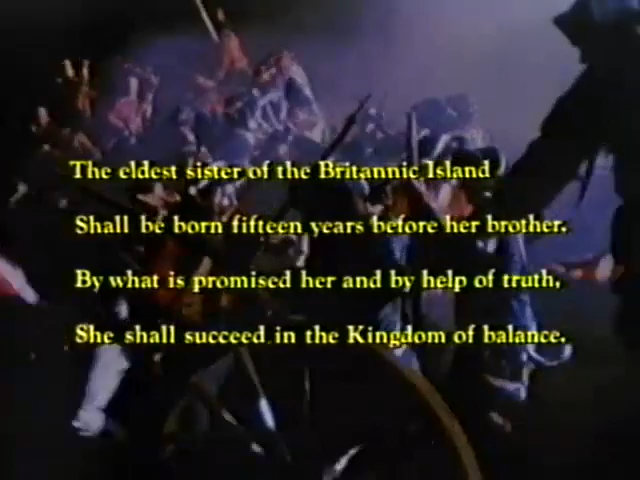 The eldest sister of the Britannic Island
Shall be born fifteen years before her brother.
By what is promised her and by help of truth,
She shall succeed in the Kingdom of balance.